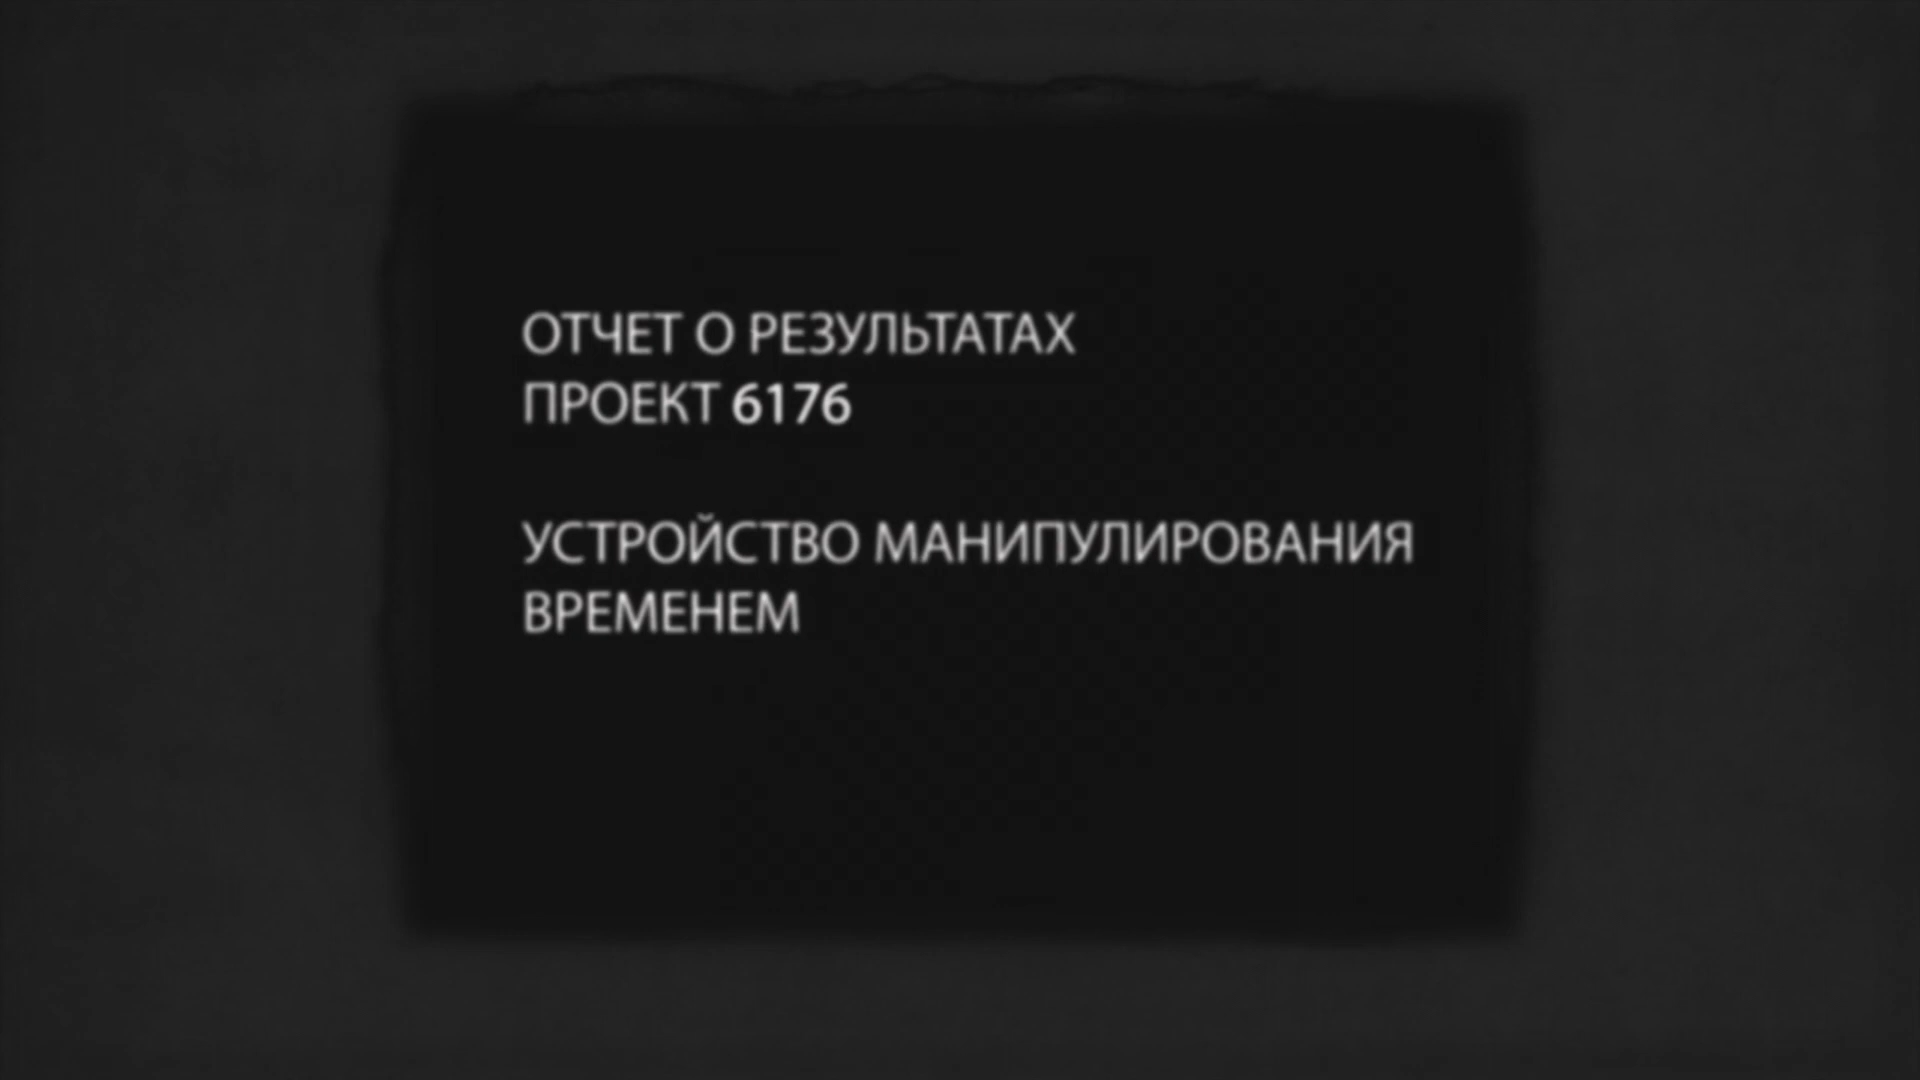 ОТЧЕТ О РЕЗУЛЬТАТАХ
ПРОЕКТ 6176
УСТРОЙСТВО МАНИПУЛИРОВАНИЯ
ВРЕМЕНЕМ